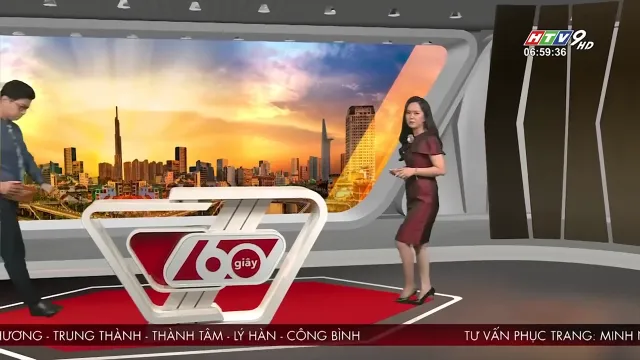 HTV9 HD
06:59:36
60 giây
HƯƠNG - TRUNG THÀNH - THÀNH TÂM - LÝ HÀN - CÔNG BÌNH
TƯ VẤN PHỤC TRANG: MINH